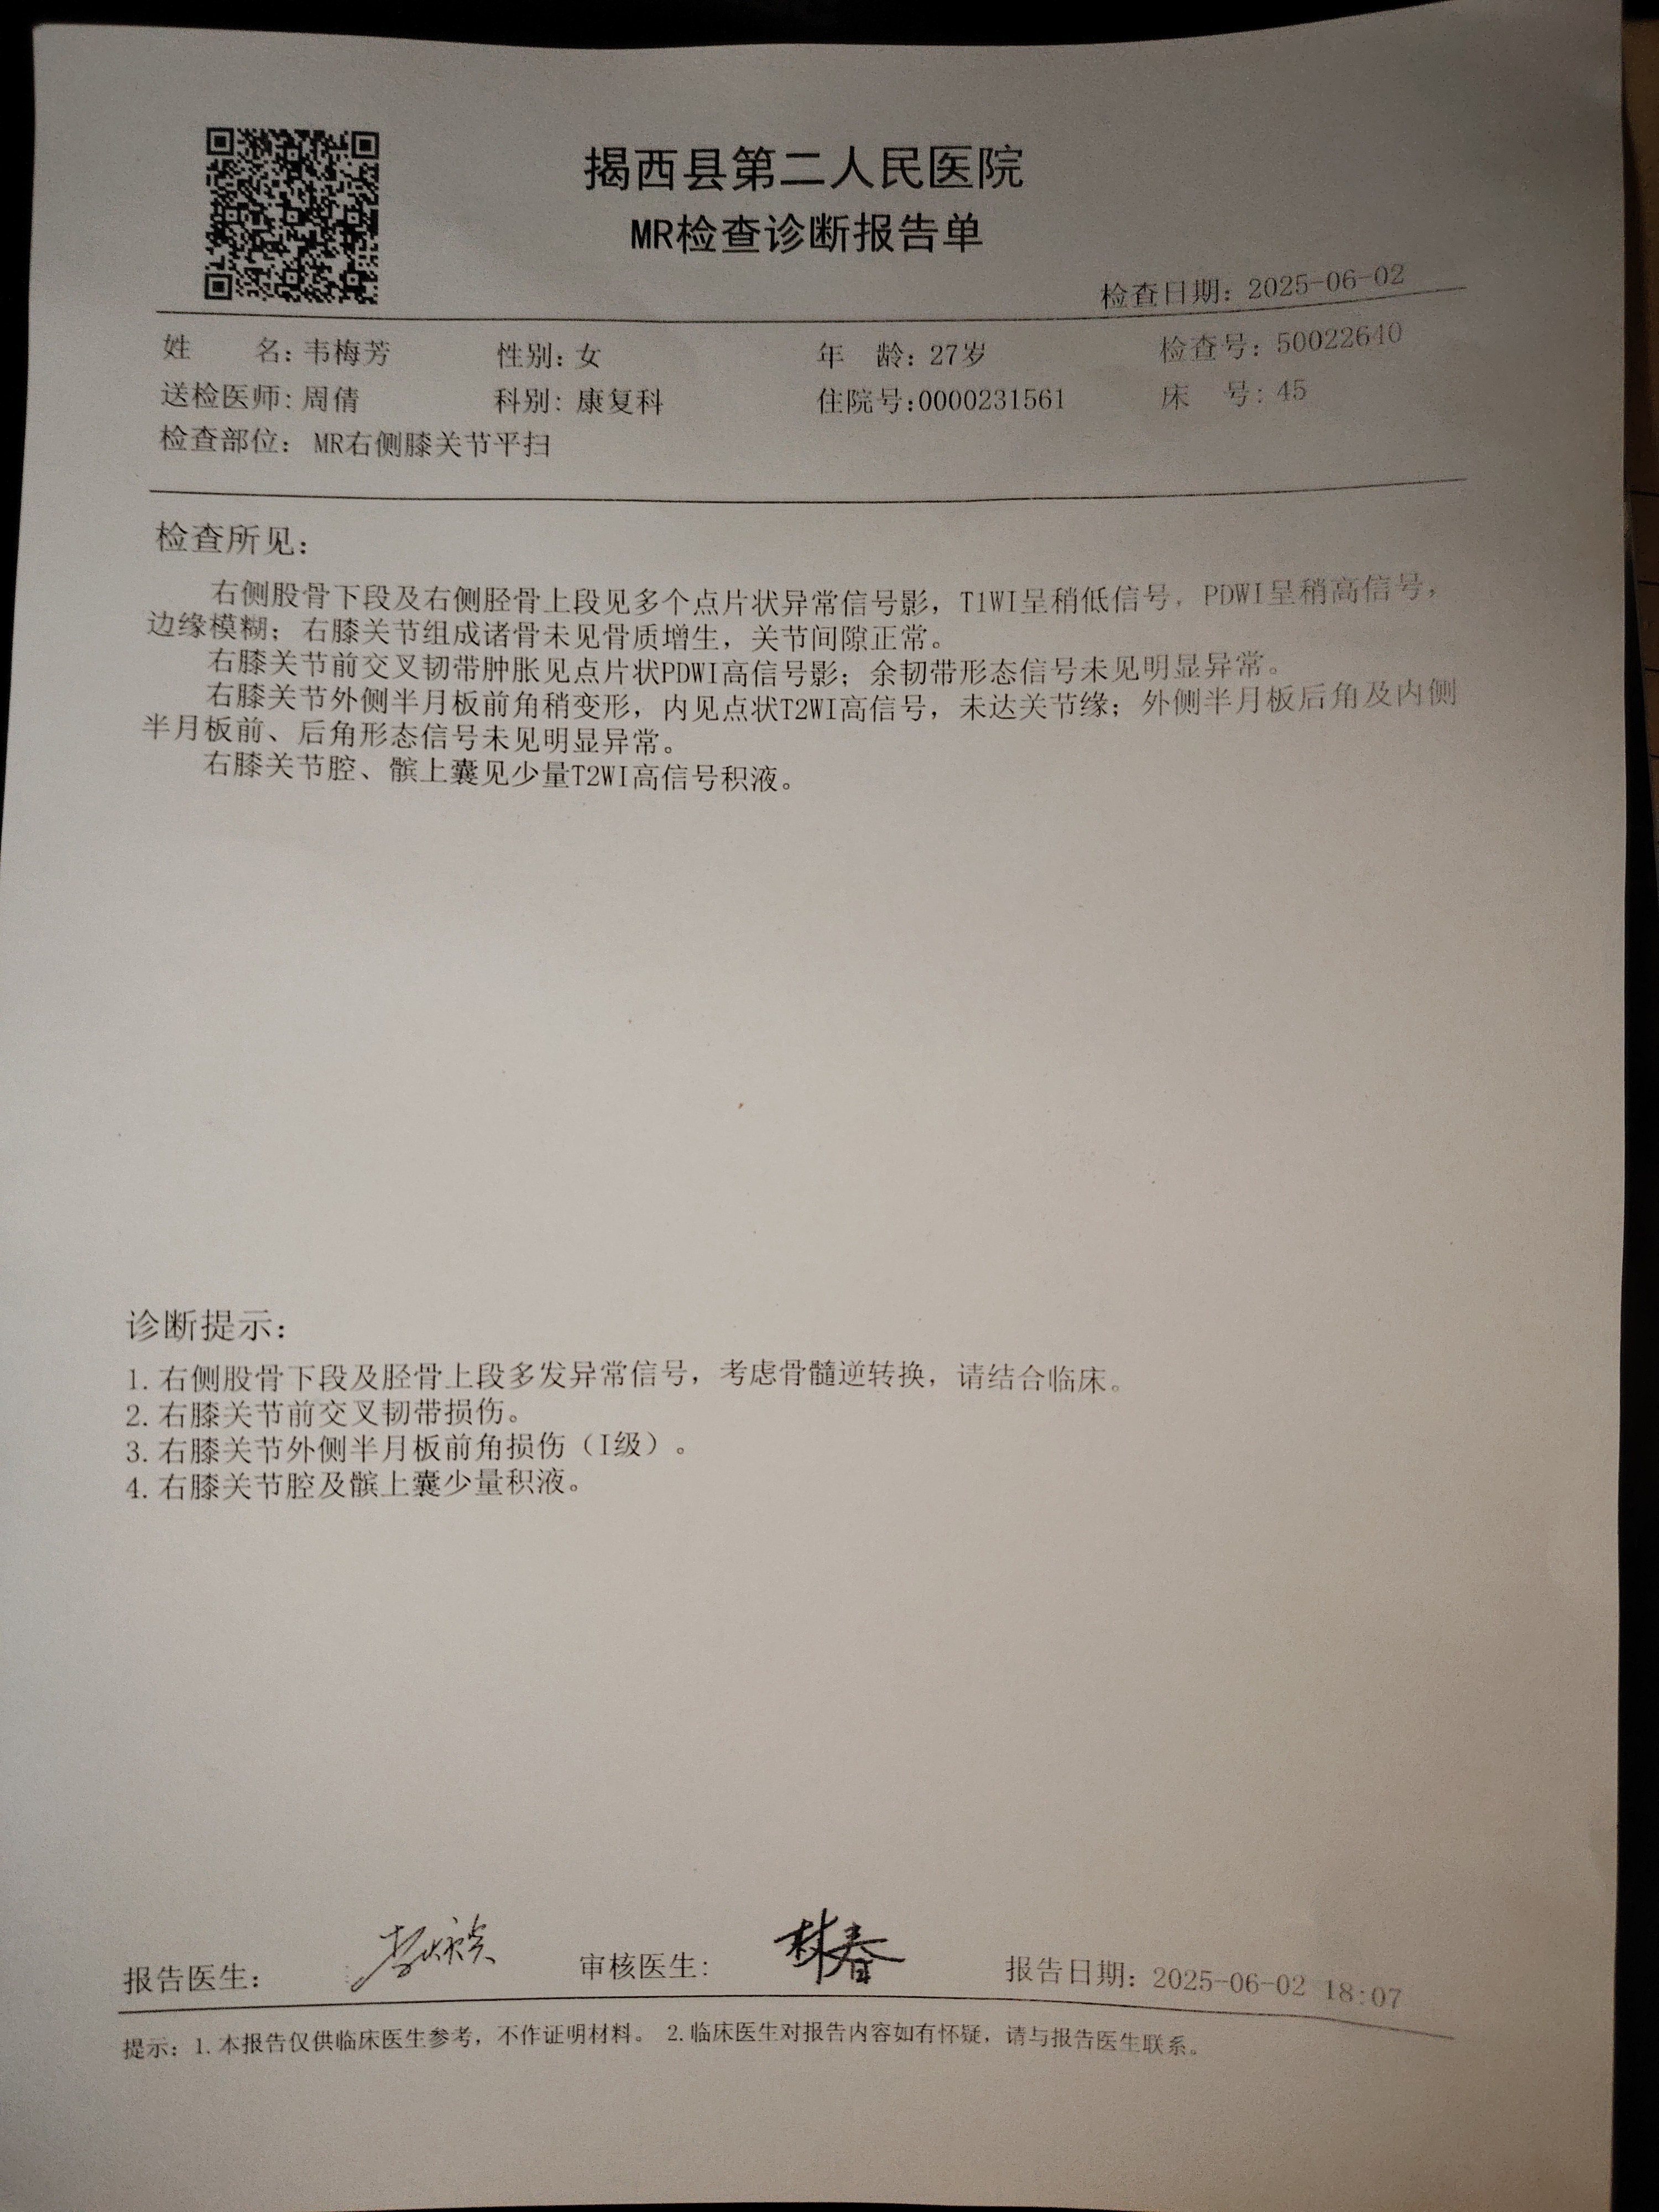 揭西县第二人民医院
MR检查诊断报告单
检查日期：2025-06-02
姓 名：韦梅芳 性别：女 年 龄：27岁 检查号：50022640
送检医师：周倩 科别：康复科 住院号：0000231561 床 号：45
检查部位：MR右侧膝关节平扫
检查所见：
右侧股骨下段及右侧胫骨上段见多个点片状异常信号影，T1WI呈稍低信号，PDWI呈稍高信号，
边缘模糊；右膝关节组成诸骨未见骨质增生，关节间隙正常。
右膝关节前交叉韧带肿胀见点片状PDWI高信号影；余韧带形态信号未见明显异常。
右膝关节外侧半月板前角稍变形，内见点状T2WI高信号，未达关节缘；外侧半月板后角及内侧
半月板前、后角形态信号未见明显异常。
右膝关节腔、髌上囊见少量T2WI高信号积液。
诊断提示：
1. 右侧股骨下段及胫骨上段多发异常信号，考虑骨髓逆转换，请结合临床。
2. 右膝关节前交叉韧带损伤。
3. 右膝关节外侧半月板前角损伤（I级）。
4. 右膝关节腔及髌上囊少量积液。
报告医生： 审核医生：林春 报告日期：2025-06-02 18:07
提示：1. 本报告仅供临床医生参考，不作证明材料。 2. 临床医生对报告内容如有怀疑，请与报告医生联系。